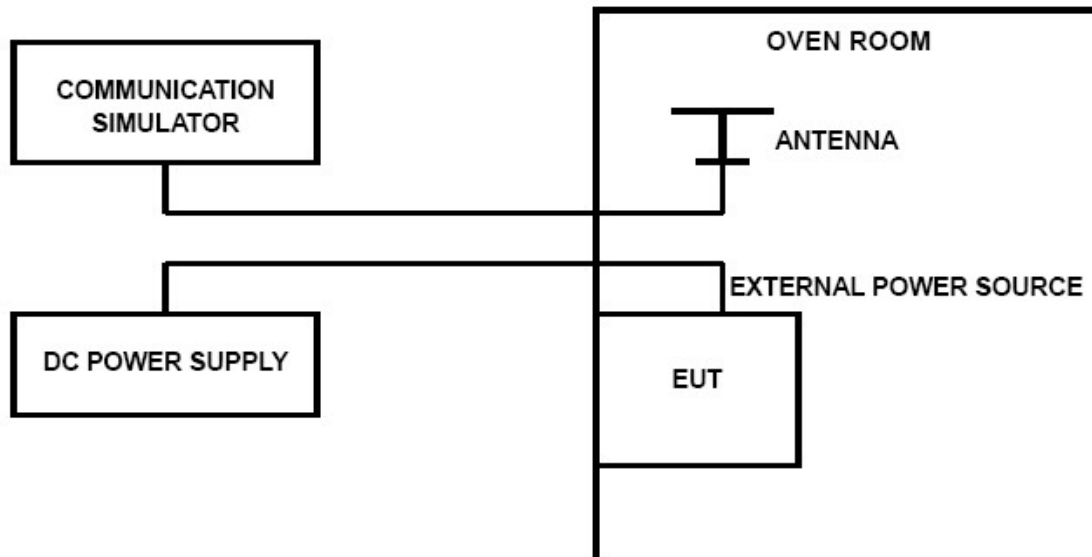 OVEN ROOM
COMMUNICATION
SIMULATOR
ANTENNA
EXTERNAL POWER SOURCE
DC POWER SUPPLY
EUT